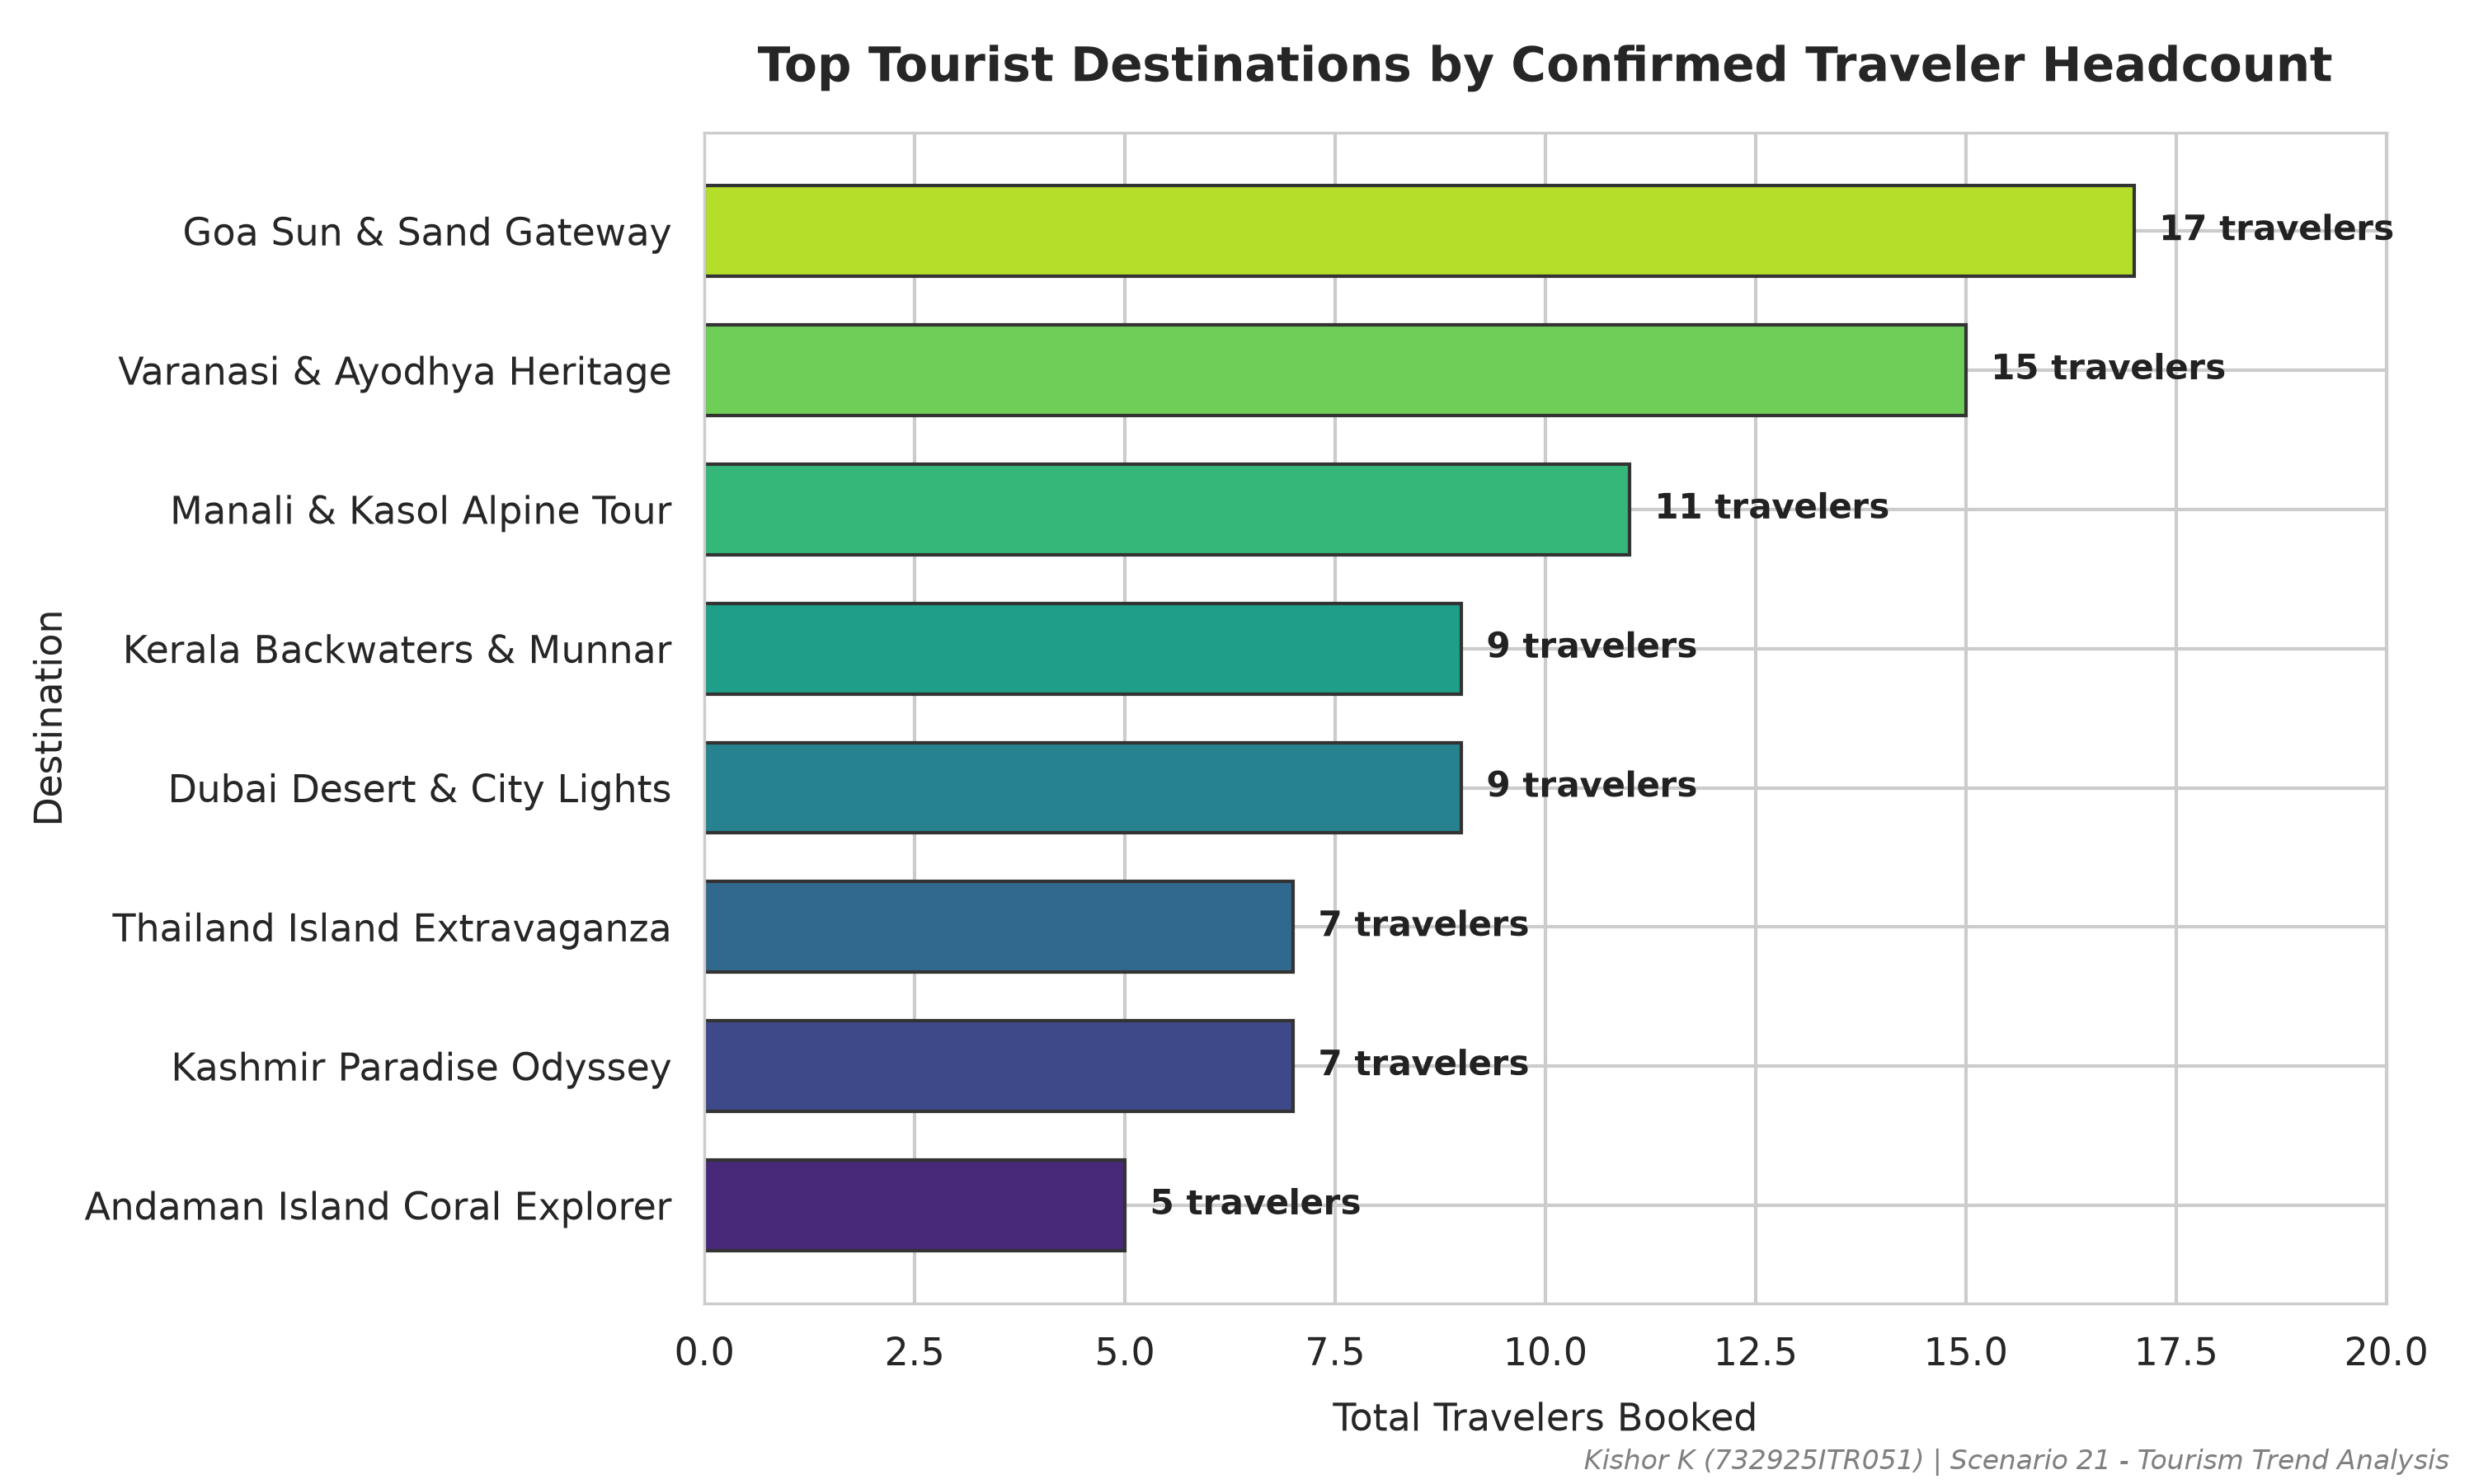 Top Tourist Destinations by Confirmed Traveler Headcount
Goa Sun & Sand Gateway
17 travelers
Varanasi & Ayodhya Heritage
15 travelers
Manali & Kasol Alpine Tour
11 travelers
Kerala Backwaters & Munnar
9 travelers
Dubai Desert & City Lights
9 travelers
Thailand Island Extravaganza
7 travelers
Kashmir Paradise Odyssey
7 travelers
Andaman Island Coral Explorer
5 travelers
Destination
0.0 2.5 5.0 7.5 10.0 12.5 15.0 17.5 20.0
Total Travelers Booked
Kishor K (732925ITR051) | Scenario 21 - Tourism Trend Analysis